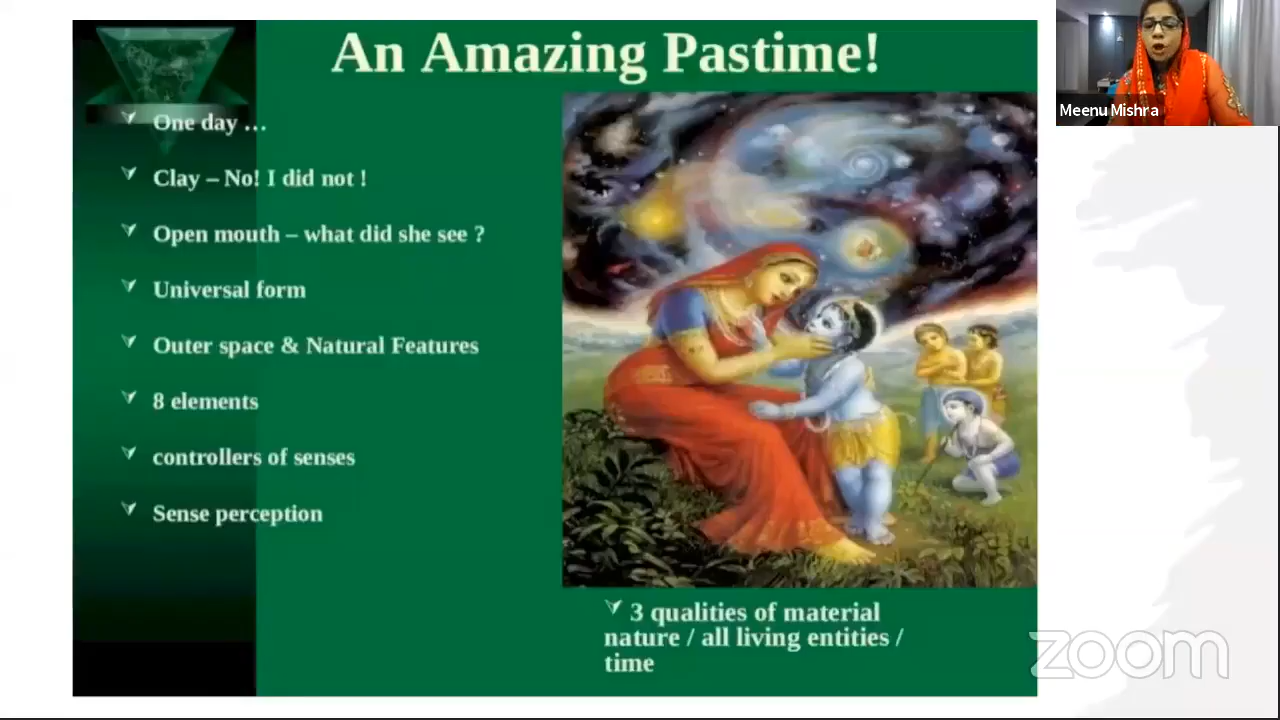 An Amazing Pastime!
One day …
Clay – No! I did not !
Open mouth – what did she see ?
Universal form
Outer space & Natural Features
8 elements
controllers of senses
Sense perception
3 qualities of material
nature / all living entities /
time
Meenu Mishra
zoom